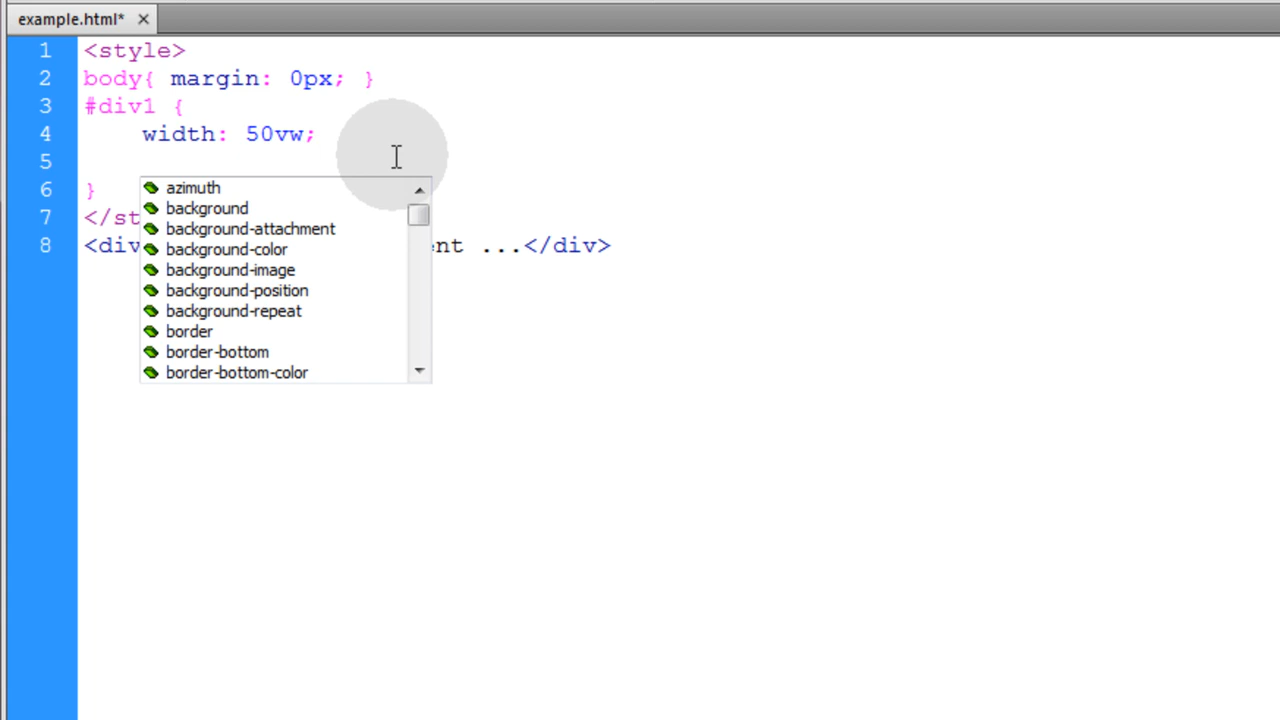 example.html*
1 <style>
2 body{ margin: 0px; }
3 #div1 {
4 width: 50vw;
5
6 }
7 </st
8 <div ent ...</div>
azimuth
background
background-attachment
background-color
background-image
background-position
background-repeat
border
border-bottom
border-bottom-color